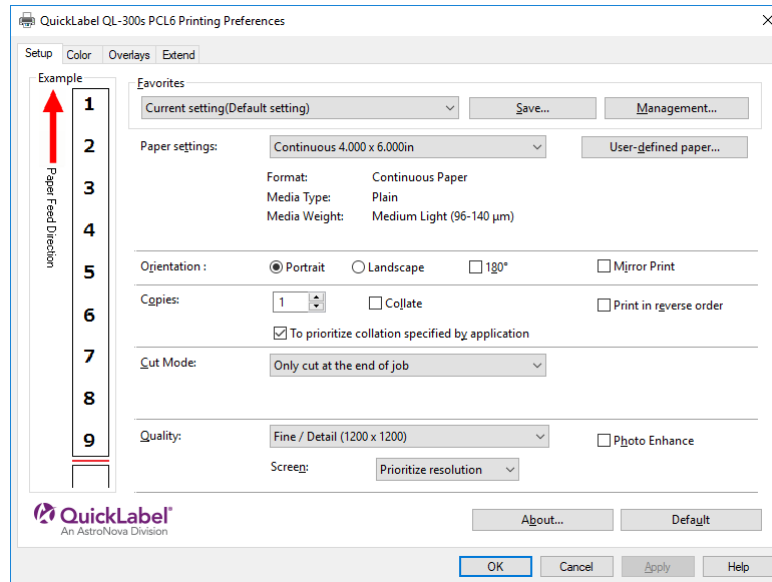 QuickLabel QL-300s PCL6 Printing Preferences
Setup Color Overlays Extend
Example
Paper Feed Direction
1
2
3
4
5
6
7
8
9
Favorites
Current setting(Default setting) Save... Management...
Paper settings: Continuous 4.000 x 6.000in User-defined paper...
Format: Continuous Paper
Media Type: Plain
Media Weight: Medium Light (96-140 μm)
Orientation : Portrait Landscape 180° Mirror Print
Copies: 1 Collate Print in reverse order
To prioritize collation specified by application
Cut Mode: Only cut at the end of job
Quality: Fine / Detail (1200 x 1200) Photo Enhance
Screen: Prioritize resolution
QuickLabel®
An AstroNova Division
About... Default
OK Cancel Apply Help